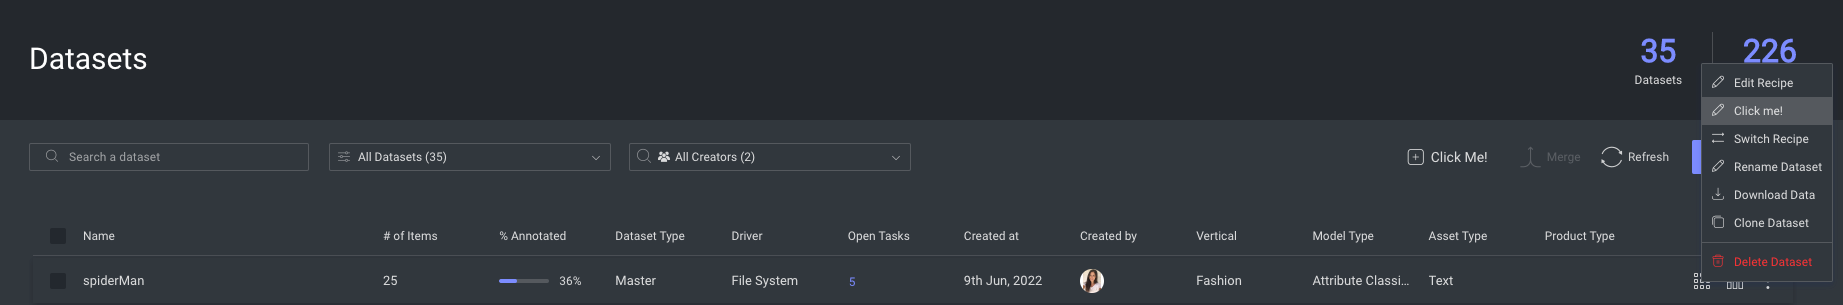 Datasets
35
Datasets
226
Edit Recipe
Click me!
Switch Recipe
Rename Dataset
Download Data
Clone Dataset
Delete Dataset
Search a dataset
All Datasets (35)
All Creators (2)
Click Me!
Merge
Refresh
Name # of Items % Annotated Dataset Type Driver Open Tasks Created at Created by Vertical Model Type Asset Type Product Type
spiderMan 25 36% Master File System 5 9th Jun, 2022 Fashion Attribute Classi... Text